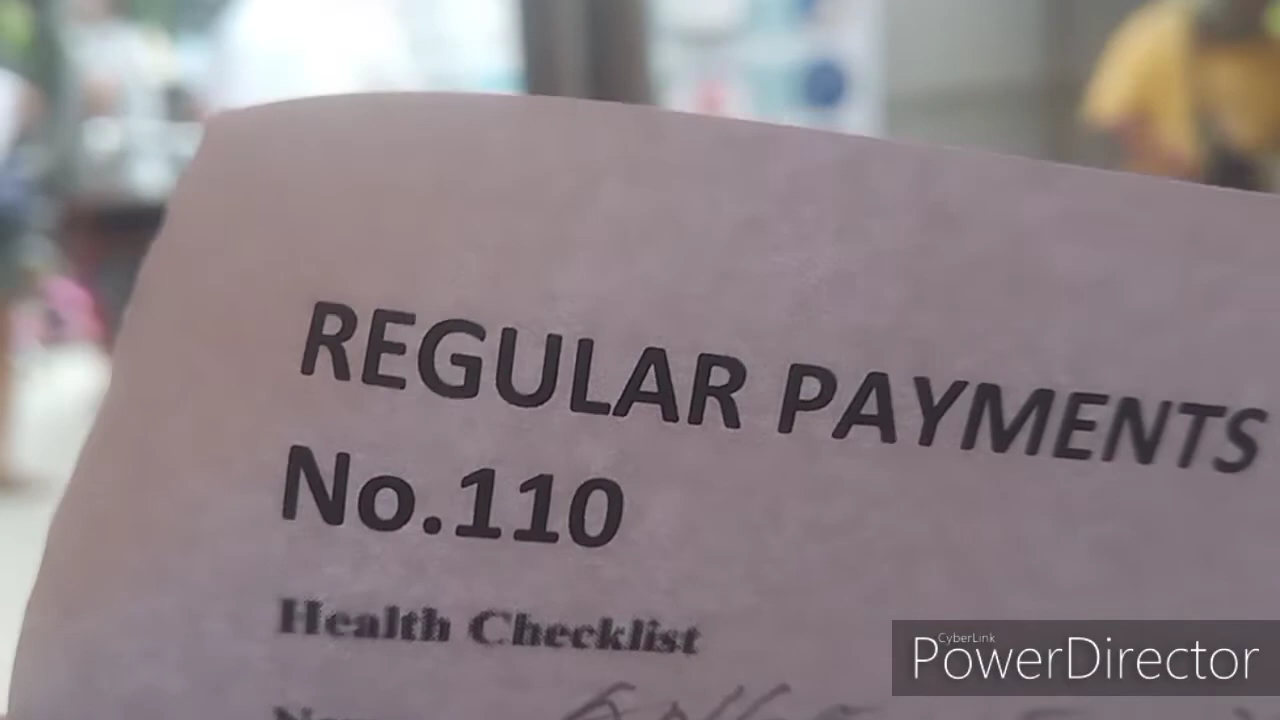 REGULAR PAYMENTS
No.110
Health Checklist
CyberLink
PowerDirector